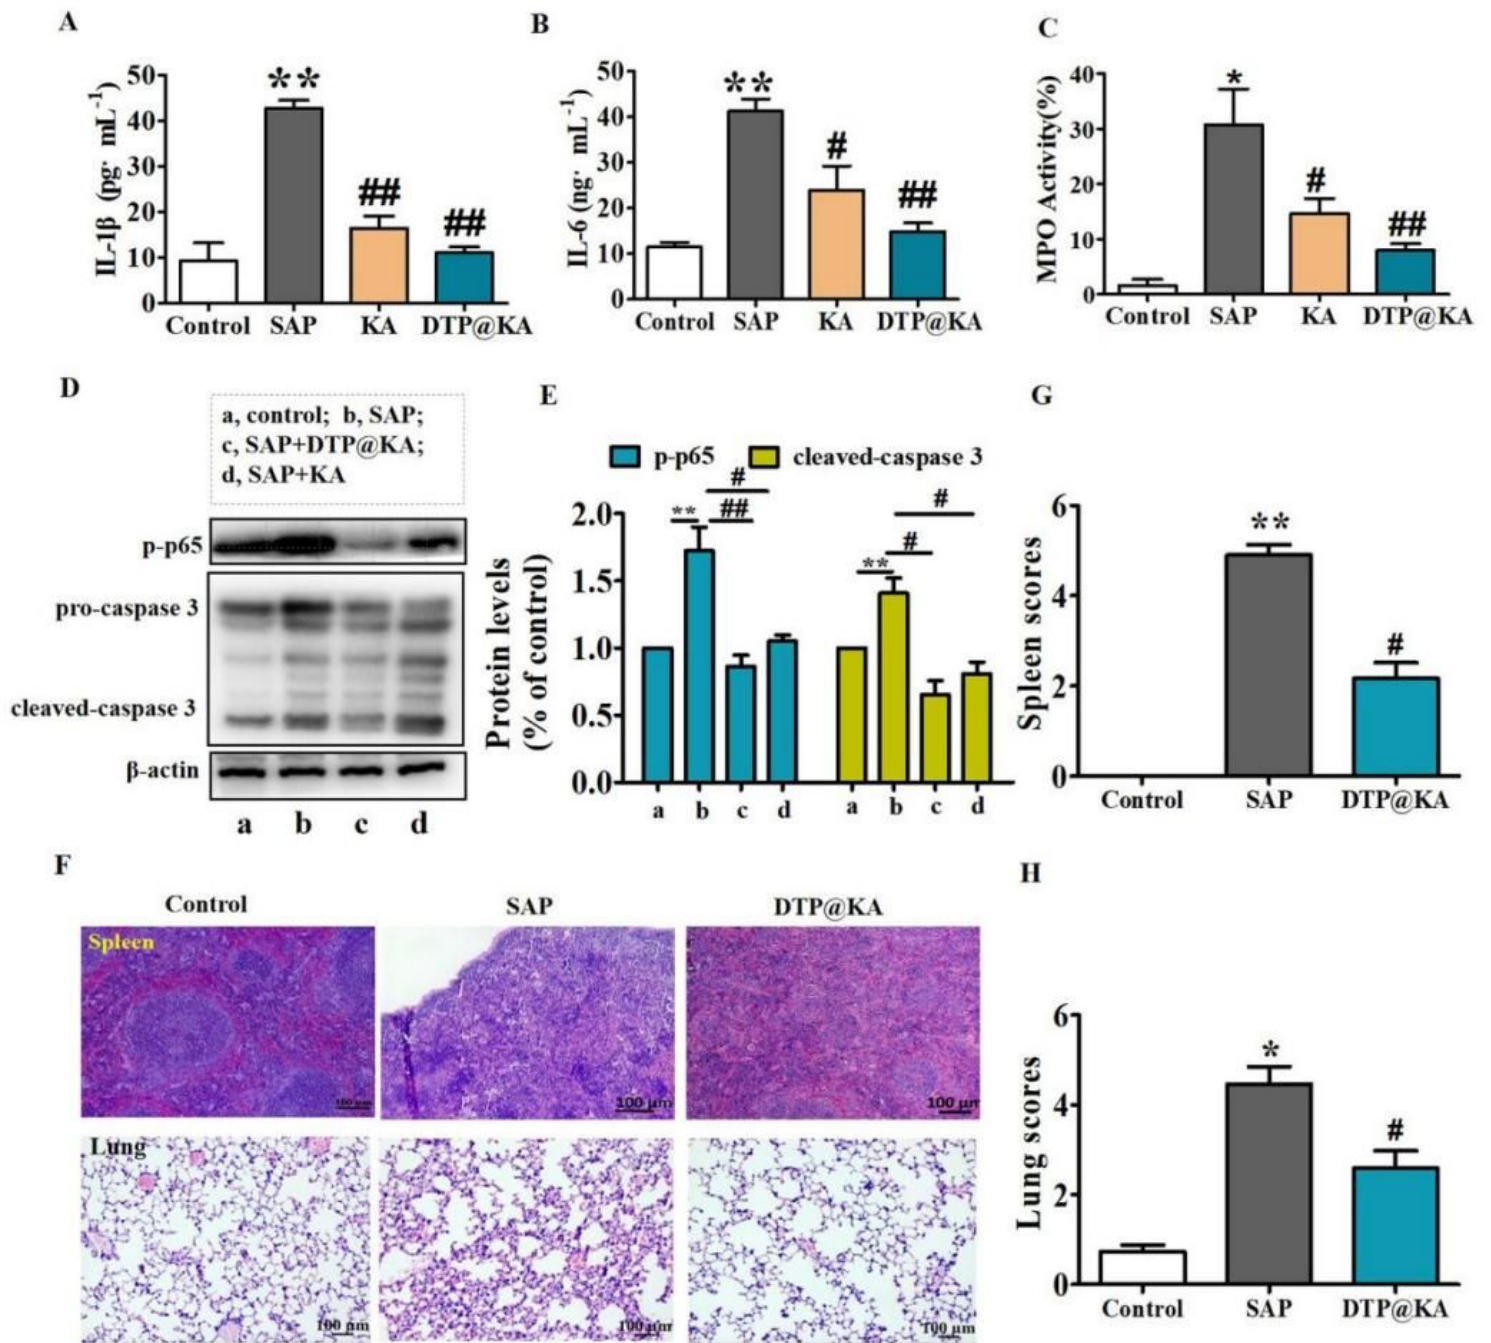 A
IL-1β (pg· mL⁻¹)
50
40
30
20
10
0
**
##
##
Control SAP KA DTP@KA
B
IL-6 (ng· mL⁻¹)
50
40
30
20
10
0
**
#
##
Control SAP KA DTP@KA
C
MPO Activity(%)
40
30
20
10
0
*
#
##
Control SAP KA DTP@KA
D
a, control; b, SAP;
c, SAP+DTP@KA;
d, SAP+KA
p-p65
pro-caspase 3
cleaved-caspase 3
β-actin
a b c d
E
p-p65 cleaved-caspase 3
Protein levels
(% of control)
2.0
1.5
1.0
0.5
0.0
** ## #
** # #
a b c d a b c d
G
Spleen scores
6
4
2
0
**
#
Control SAP DTP@KA
F
Control SAP DTP@KA
Spleen
100 μm
100 μm
100 μm
Lung
100 μm
100 μm
100 μm
H
Lung scores
6
4
2
0
*
#
Control SAP DTP@KA